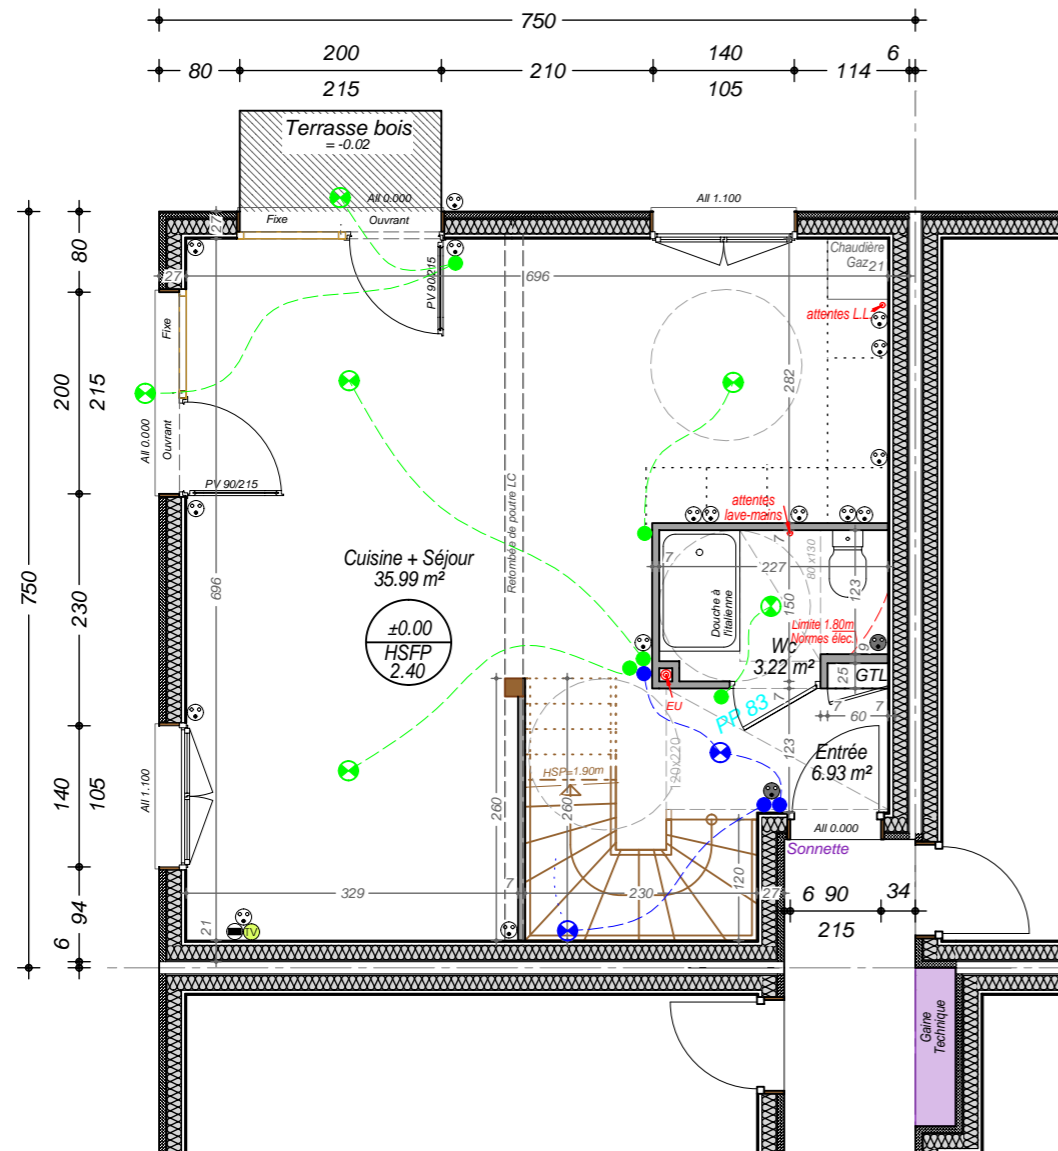 750
200
140
6
80
210
114
215
105
Terrasse bois
= -0.02
All 0.000
All 1.100
Fixe
Ouvrant
27
Chaudière
Gaz
21
27
696
PV 90/215
attentes L.L.
80
Fixe
200
215
282
All 0.000
Ouvrant
PV 90/215
attentes
lave-mains
Retombée de poutre LC
Cuisine + Séjour
35.99 m²
7
7
227
80 x130
123
750
696
±0.00
HSFP
2.40
230
Douche à
l'italienne
150
Limite 1.80m
Normes élec.
Wc
3.22 m²
9
25
GTL
EU
PP 83
7
7
7
60
123
Entrée
6.93 m²
120x220
HSP=1.90m
140
105
All 1.100
260
260
All 0.000
Sonnette
329
7
230
120
27
6
90
34
215
94
6
21
TV
Gaine
Technique